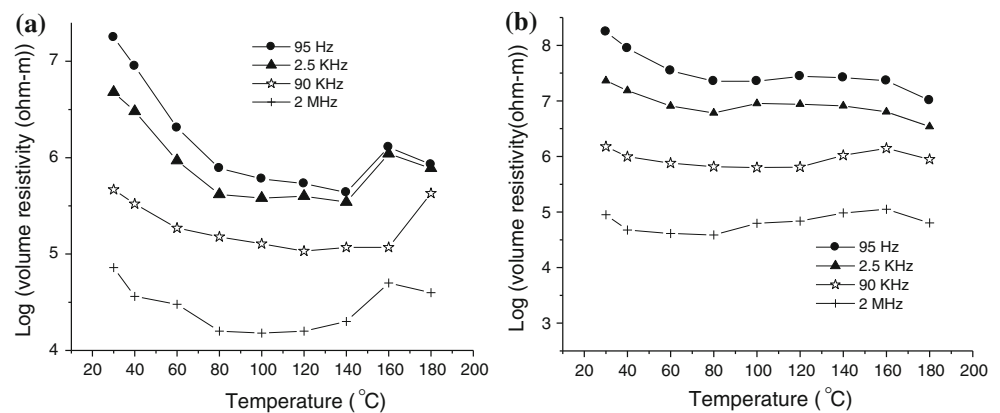 (a)
Log (volume resistivity (ohm-m))
7
6
5
4
95 Hz
2.5 KHz
90 KHz
2 MHz
20 40 60 80 100 120 140 160 180 200
Temperature (°C)
(b)
Log (volume resistivity(ohm-m))
8
7
6
5
4
3
95 Hz
2.5 KHz
90 KHz
2 MHz
20 40 60 80 100 120 140 160 180 200
Temperature (°C)